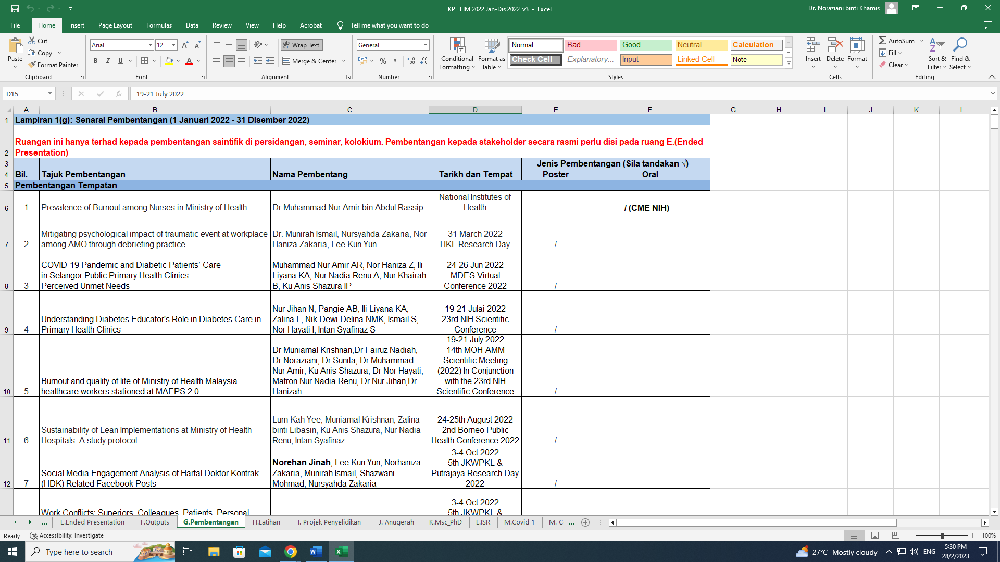 KPI IHM 2022 Jan-Dis 2022_v3 - Excel
Dr. Noraziani binti Khamis
File Home Insert Page Layout Formulas Data Review View Help Acrobat Tell me what you want to do
Paste
Cut
Copy
Format Painter
Clipboard
Arial 12
B I U
Font
Wrap Text
Merge & Center
Alignment
General
Number
Conditional Formatting
Format as Table
Normal Bad Good Neutral Calculation
Check Cell Explanatory... Input Linked Cell Note
Styles
Insert Delete Format
Cells
AutoSum
Fill
Clear
Sort & Filter
Find & Select
Editing
D15 19-21 July 2022
A B C D E F G H I J K L
1 Lampiran 1(g): Senarai Pembentangan (1 Januari 2022 - 31 Disember 2022)
Ruangan ini hanya terhad kepada pembentangan saintifik di persidangan, seminar, kolokium. Pembentangan kepada stakeholder secara rasmi perlu disi pada ruang E.(Ended
2 Presentation)
3 Jenis Pembentangan (Sila tandakan √)
4 Bil. Tajuk Pembentangan Nama Pembentang Tarikh dan Tempat Poster Oral
5 Pembentangan Tempatan
National Institutes of
6 1 Prevalence of Burnout among Nurses in Ministry of Health Dr Muhammad Nur Amir bin Abdul Rassip Health / (CME NIH)
Mitigating psychological impact of traumatic event at workplace Dr. Munirah Ismail, Nursyahda Zakaria, Nor 31 March 2022
7 2 among AMO through debriefing practice Haniza Zakaria, Lee Kun Yun HKL Research Day /
COVID-19 Pandemic and Diabetic Patients’ Care Muhammad Nur Amir AR, Nor Haniza Z, Ili 24-26 Jun 2022
in Selangor Public Primary Health Clinics: Liyana KA, Nur Nadia Renu A, Nur Khairah MDES Virtual
8 3 Perceived Unmet Needs B, Ku Anis Shazura IP Conference 2022 /
Nur Jihan N, Pangie AB, Ili Liyana KA, 19-21 Julai 2022
Understanding Diabetes Educator's Role in Diabetes Care in Zalina L, Nik Dewi Delina NMK, Ismail S, 23rd NIH Scientific
9 4 Primary Health Clinics Nor Hayati I, Intan Syafinaz S Conference /
19-21 July 2022
Dr Muniamal Krishnan,Dr Fairuz Nadiah, 14th MOH-AMM
Dr Noraziani, Dr Sunita, Dr Muhammad Scientific Meeting
Nur Amir, Ku Anis Shazura, Dr Nor Hayati, (2022) In Conjunction
Burnout and quality of life of Ministry of Health Malaysia Matron Nur Nadia Renu, Dr Nur Jihan,Dr with the 23rd NIH
10 5 healthcare workers stationed at MAEPS 2.0 Hanizah Scientific Conference /
Lum Kah Yee, Muniamal Krishnan, Zalina 24-25th August 2022
Sustainability of Lean Implementations at Ministry of Health binti Libasin, Ku Anis Shazura, Nur Nadia 2nd Borneo Public
11 6 Hospitals: A study protocol Renu, Intan Syafinaz Health Conference 2022 /
3-4 Oct 2022
Norehan Jinah, Lee Kun Yun, Norhaniza 5th JKWPKL &
Social Media Engagement Analysis of Hartal Doktor Kontrak Zakaria, Munirah Ismail, Shazwani Putrajaya Research Day
12 7 (HDK) Related Facebook Posts Mohmad, Nursyahda Zakaria 2022 /
3-4 Oct 2022
Work Conflicts: Superiors, Colleagues, Patients, Personal 5th JKWPKL &
... E.Ended Presentation F.Outputs G.Pembentangan H.Latihan I. Projek Penyelidikan J. Anugerah K.Msc_PhD L.ISR M.Covid 1 M. C ...
Ready Accessibility: Investigate 100%
Type here to search
27°C Mostly cloudy ENG 5:30 PM
28/2/2023